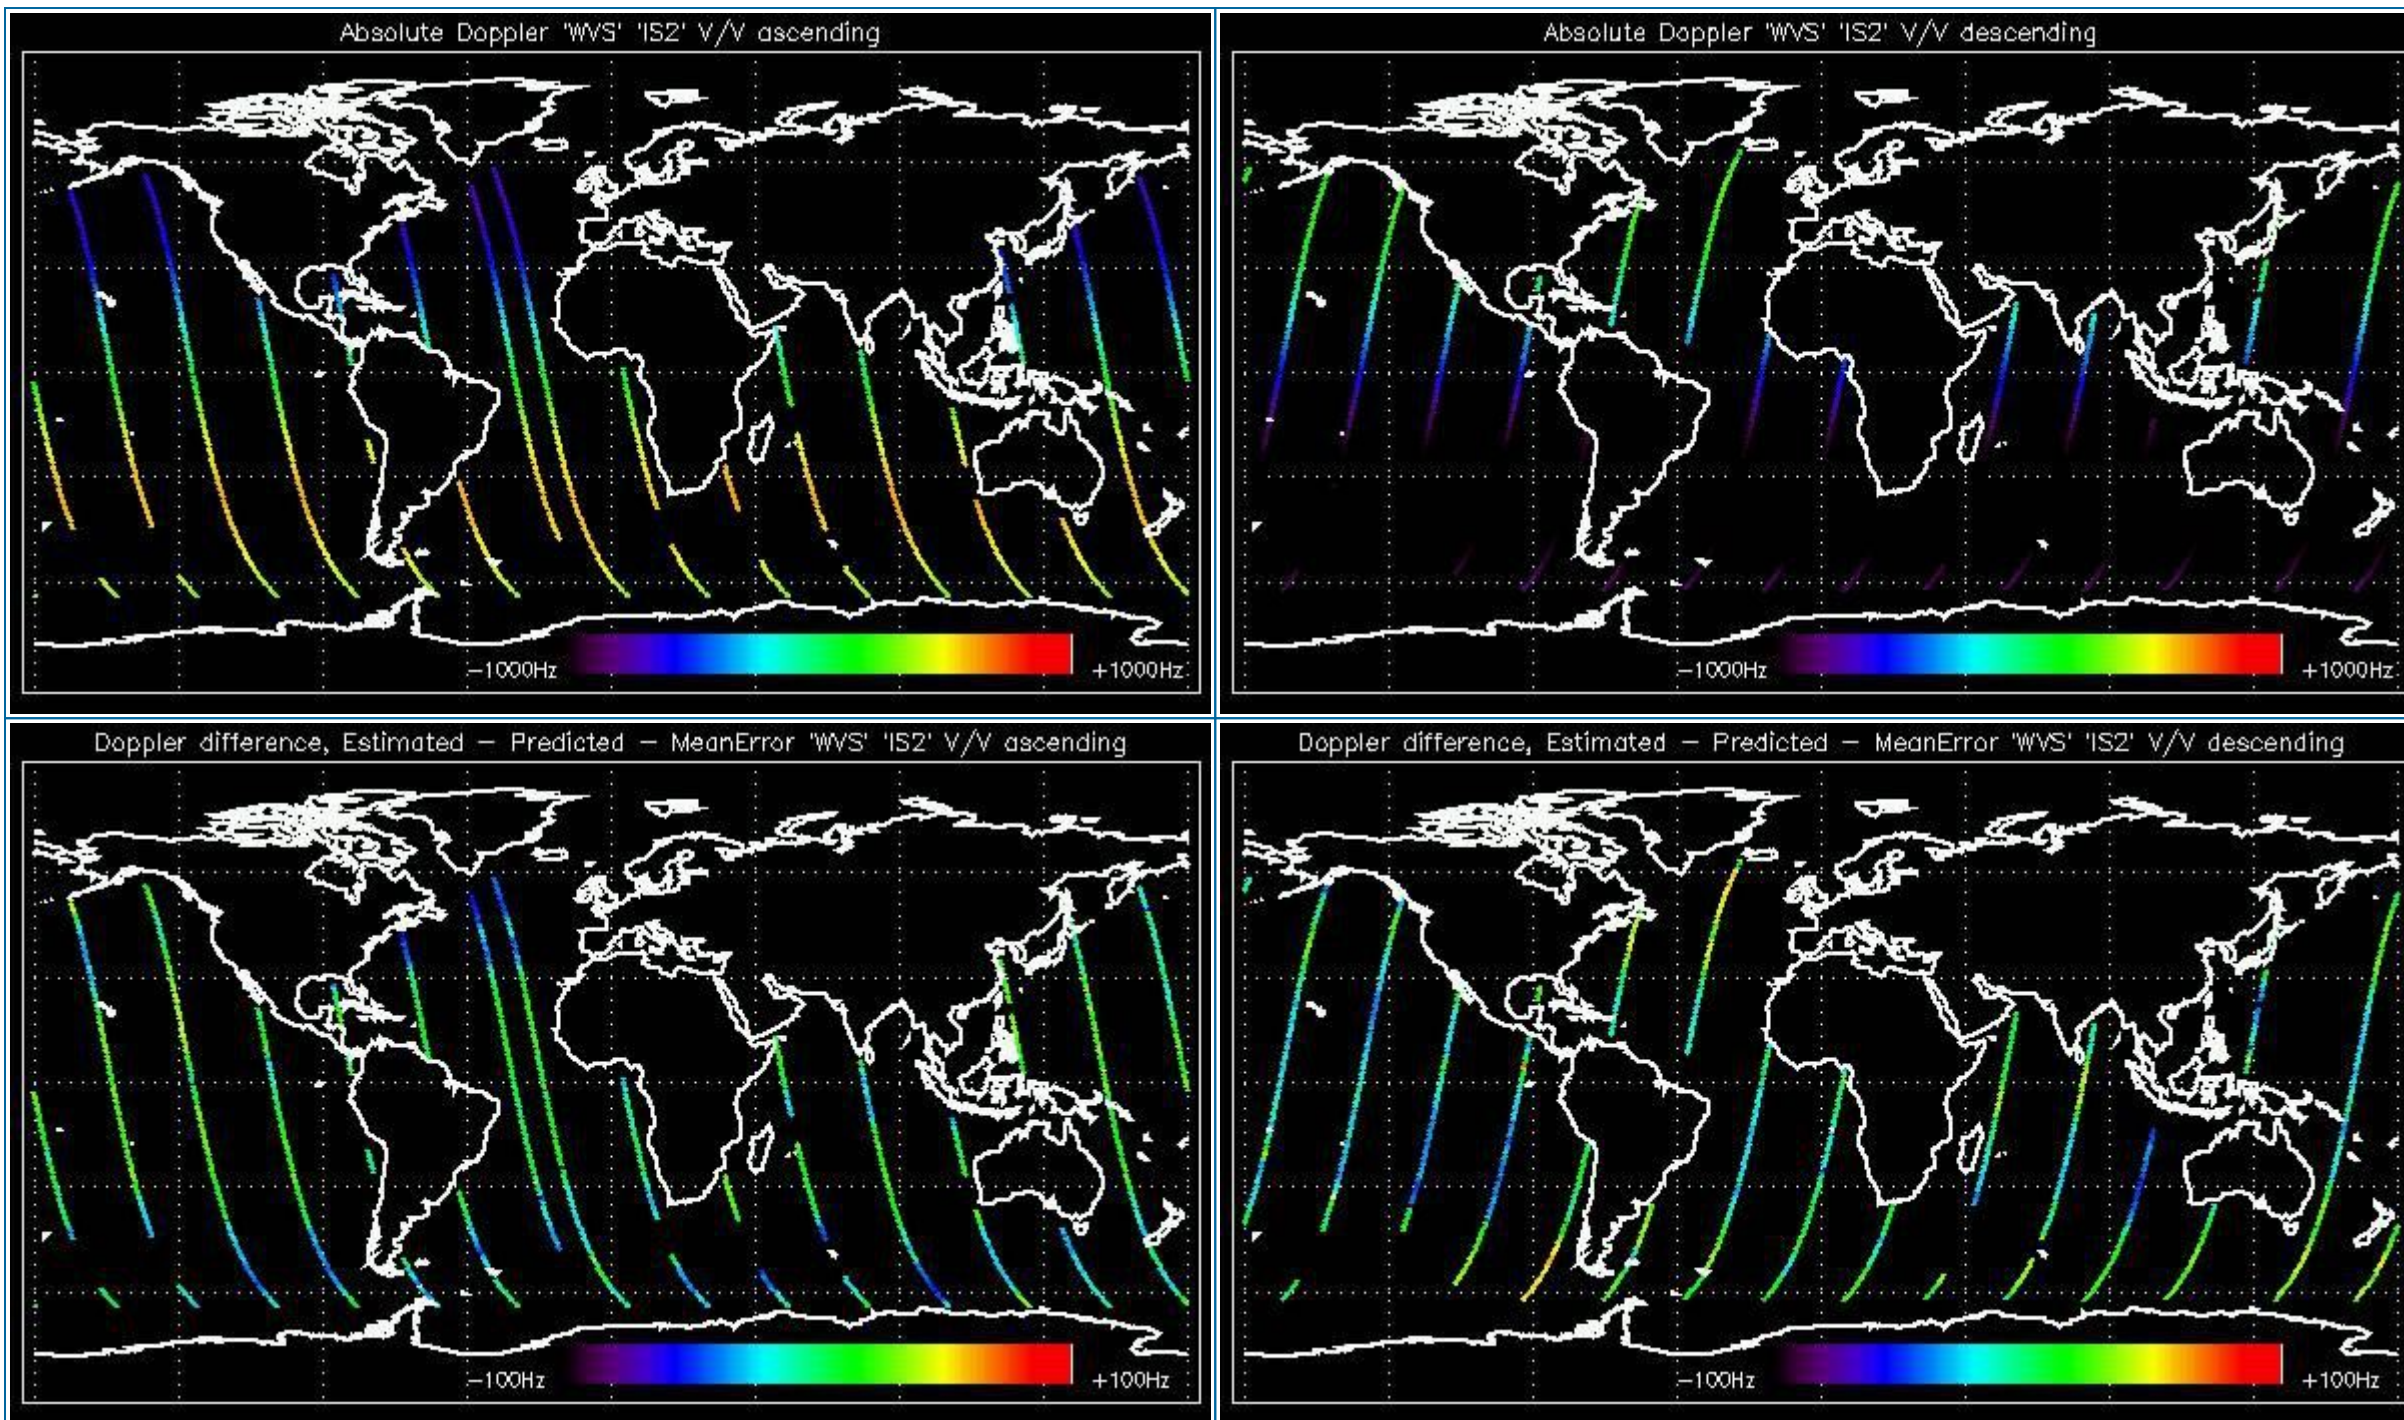 Absolute Doppler 'WVS' 'IS2' V/V ascending
-1000Hz
+1000Hz
Absolute Doppler 'WVS' 'IS2' V/V descending
-1000Hz
+1000Hz
Doppler difference, Estimated - Predicted - MeanError 'WVS' 'IS2' V/V ascending
-100Hz
+100Hz
Doppler difference, Estimated - Predicted - MeanError 'WVS' 'IS2' V/V descending
-100Hz
+100Hz